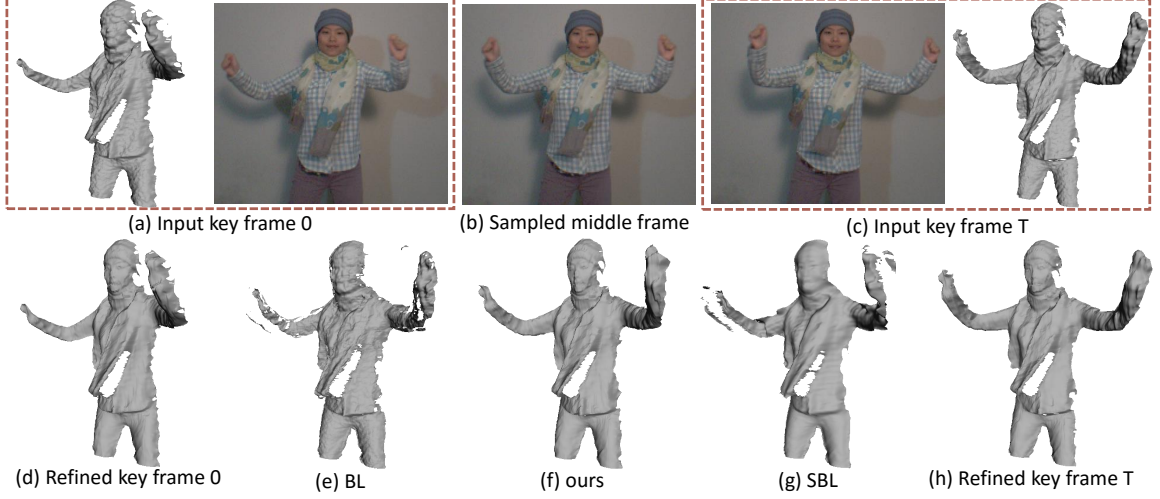 (a) Input key frame 0
(b) Sampled middle frame
(c) Input key frame T
(d) Refined key frame 0
(e) BL
(f) ours
(g) SBL
(h) Refined key frame T